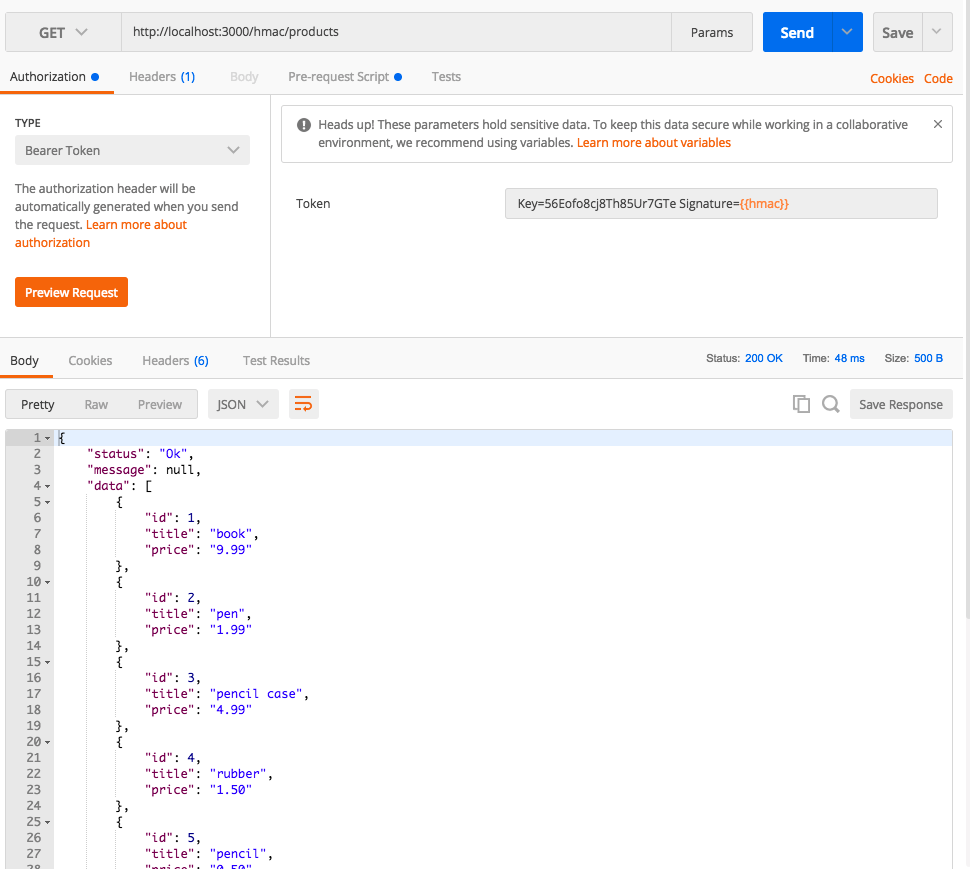 GET http://localhost:3000/hmac/products Params Send Save
Authorization Headers (1) Body Pre-request Script Tests Cookies Code
TYPE
Bearer Token
The authorization header will be
automatically generated when you send
the request. Learn more about
authorization
Preview Request
Heads up! These parameters hold sensitive data. To keep this data secure while working in a collaborative
environment, we recommend using variables. Learn more about variables
Token Key=56Eofo8cj8Th85Ur7GTe Signature={{hmac}}
Body Cookies Headers (6) Test Results Status: 200 OK Time: 48 ms Size: 500 B
Pretty Raw Preview JSON Save Response
1 {
2 "status": "Ok",
3 "message": null,
4 "data": [
5 {
6 "id": 1,
7 "title": "book",
8 "price": "9.99"
9 },
10 {
11 "id": 2,
12 "title": "pen",
13 "price": "1.99"
14 },
15 {
16 "id": 3,
17 "title": "pencil case",
18 "price": "4.99"
19 },
20 {
21 "id": 4,
22 "title": "rubber",
23 "price": "1.50"
24 },
25 {
26 "id": 5,
27 "title": "pencil",
28 "price": "0.50"